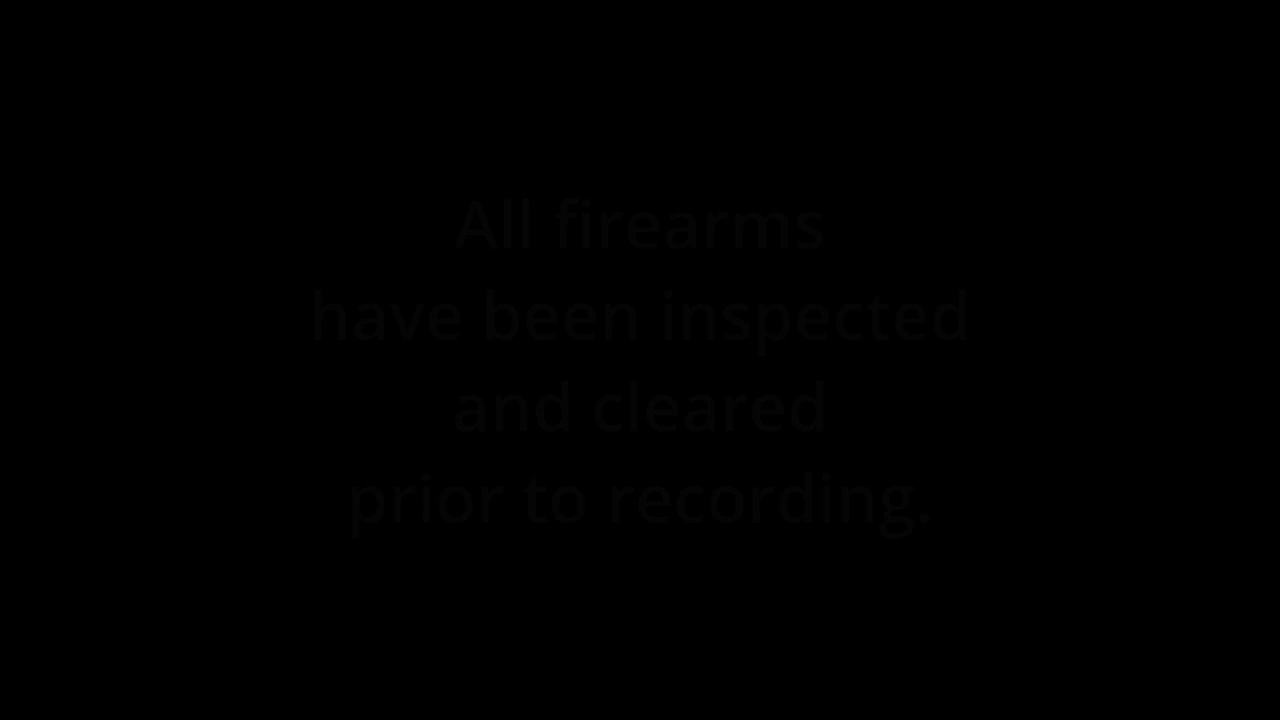 All firearms
have been inspected
and cleared
prior to recording.